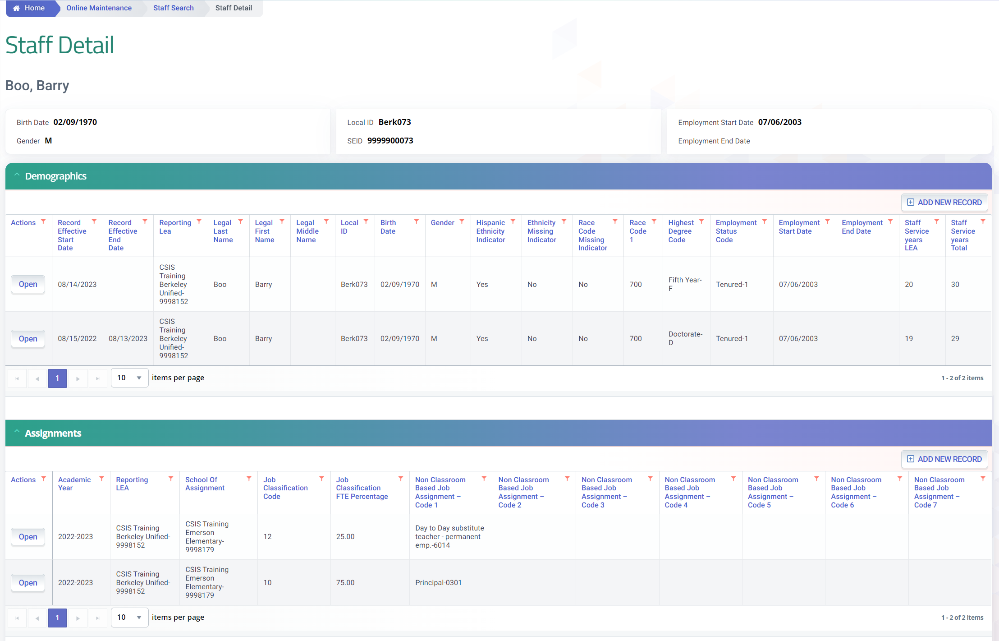 Home
Online Maintenance
Staff Search
Staff Detail
Staff Detail
Boo, Barry
Birth Date 02/09/1970
Gender M
Local ID Berk073
SEID 9999900073
Employment Start Date 07/06/2003
Employment End Date
Demographics
ADD NEW RECORD
Actions
Record
Effective
Start
Date
Record
Effective
End
Date
Reporting
Lea
Legal
Last
Name
Legal
First
Name
Legal
Middle
Name
Local
ID
Birth
Date
Gender
Hispanic
Ethnicity
Indicator
Ethnicity
Missing
Indicator
Race
Code
Missing
Indicator
Race
Code
1
Highest
Degree
Code
Employment
Status
Code
Employment
Start Date
Employment
End Date
Staff
Service
years
LEA
Staff
Service
years
Total
Open
08/14/2023
CSIS
Training
Berkeley
Unified-
9998152
Boo
Barry
Berk073
02/09/1970
M
Yes
No
No
700
Fifth Year-
F
Tenured-1
07/06/2003
20
30
Open
08/15/2022
08/13/2023
CSIS
Training
Berkeley
Unified-
9998152
Boo
Barry
Berk073
02/09/1970
M
Yes
No
No
700
Doctorate-
D
Tenured-1
07/06/2003
19
29
1
10
items per page
1 - 2 of 2 items
Assignments
ADD NEW RECORD
Actions
Academic
Year
Reporting
LEA
School Of
Assignment
Job
Classification
Code
Job
Classification
FTE Percentage
Non Classroom
Based Job
Assignment –
Code 1
Non Classroom
Based Job
Assignment –
Code 2
Non Classroom
Based Job
Assignment –
Code 3
Non Classroom
Based Job
Assignment –
Code 4
Non Classroom
Based Job
Assignment –
Code 5
Non Classroom
Based Job
Assignment –
Code 6
Non Classroom
Based Job
Assignment –
Code 7
Open
2022-2023
CSIS Training
Berkeley Unified-
9998152
CSIS Training
Emerson
Elementary-
9998179
12
25.00
Day to Day substitute
teacher - permanent
emp.-6014
Open
2022-2023
CSIS Training
Berkeley Unified-
9998152
CSIS Training
Emerson
Elementary-
9998179
10
75.00
Principal-0301
1
10
items per page
1 - 2 of 2 items